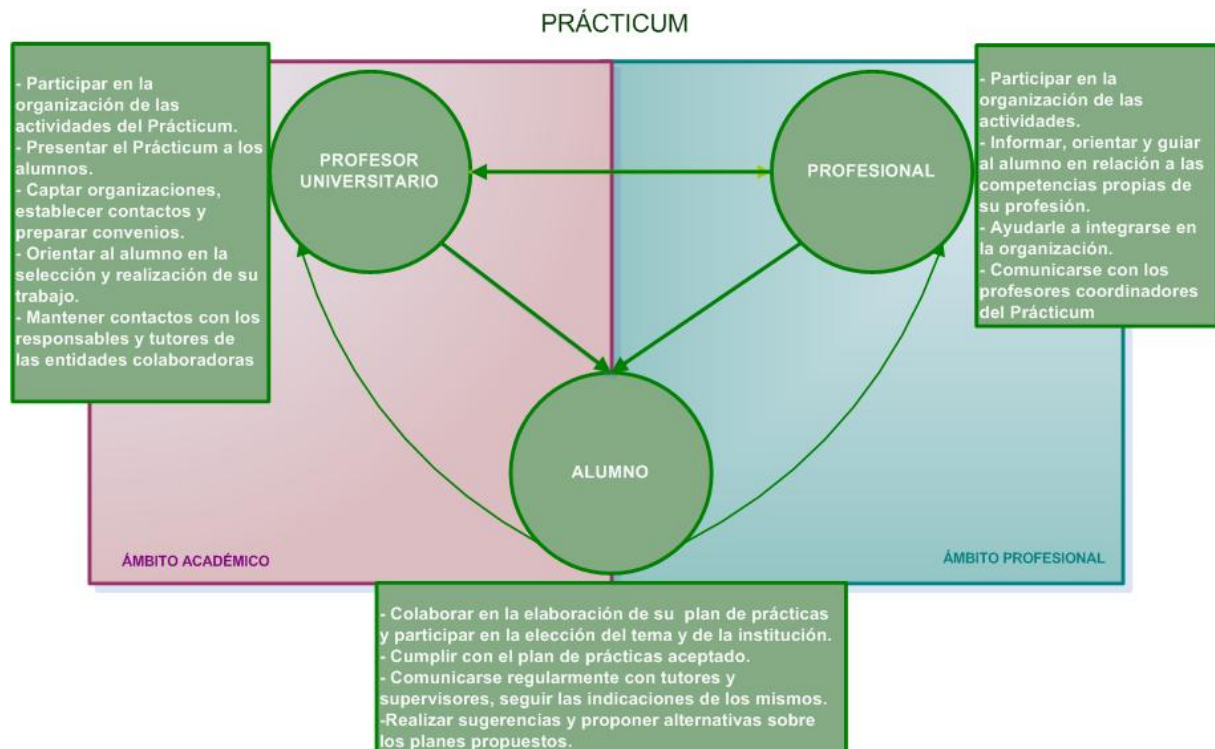 PRÁCTICUM
- Participar en la
organización de las
actividades del Prácticum.
- Presentar el Prácticum a los
alumnos.
- Captar organizaciones,
establecer contactos y
preparar convenios.
- Orientar al alumno en la
selección y realización de su
trabajo.
- Mantener contactos con los
responsables y tutores de
las entidades colaboradoras
PROFESOR
UNIVERSITARIO
PROFESIONAL
- Participar en la
organización de las
actividades.
- Informar, orientar y guiar
al alumno en relación a las
competencias propias de
su profesión.
- Ayudarle a integrarse en
la organización.
- Comunicarse con los
profesores coordinadores
del Prácticum
ALUMNO
ÁMBITO ACADÉMICO
ÁMBITO PROFESIONAL
- Colaborar en la elaboración de su plan de prácticas
y participar en la elección del tema y de la institución.
- Cumplir con el plan de prácticas aceptado.
- Comunicarse regularmente con tutores y
supervisores, seguir las indicaciones de los mismos.
-Realizar sugerencias y proponer alternativas sobre
los planes propuestos.